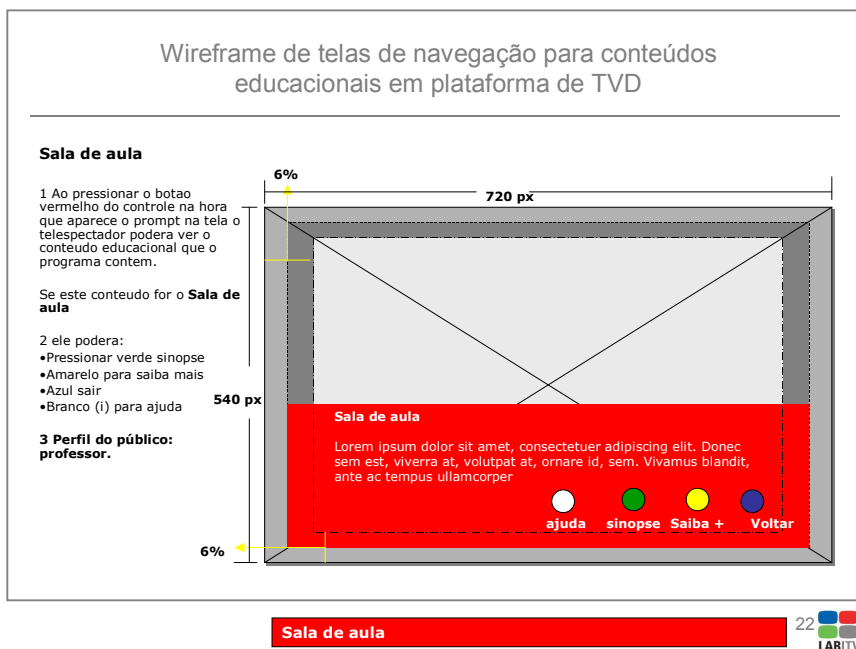 Wireframe de telas de navegação para conteúdos
educacionais em plataforma de TVD
Sala de aula
1 Ao pressionar o botao
vermelho do controle na hora
que aparece o prompt na tela o
telespectador podera ver o
conteudo educacional que o
programa contem.
Se este conteudo for o Sala de
aula
2 ele podera:
•Pressionar verde sinopse
•Amarelo para saiba mais
•Azul sair
•Branco (i) para ajuda
3 Perfil do público:
professor.
6%
720 px
540 px
6%
Sala de aula
Lorem ipsum dolor sit amet, consectetuer adipiscing elit. Donec
sem est, viverra at, volutpat at, ornare id, sem. Vivamus blandit,
ante ac tempus ullamcorper
ajuda sinopse Saiba + Voltar
Sala de aula
22
LABITV